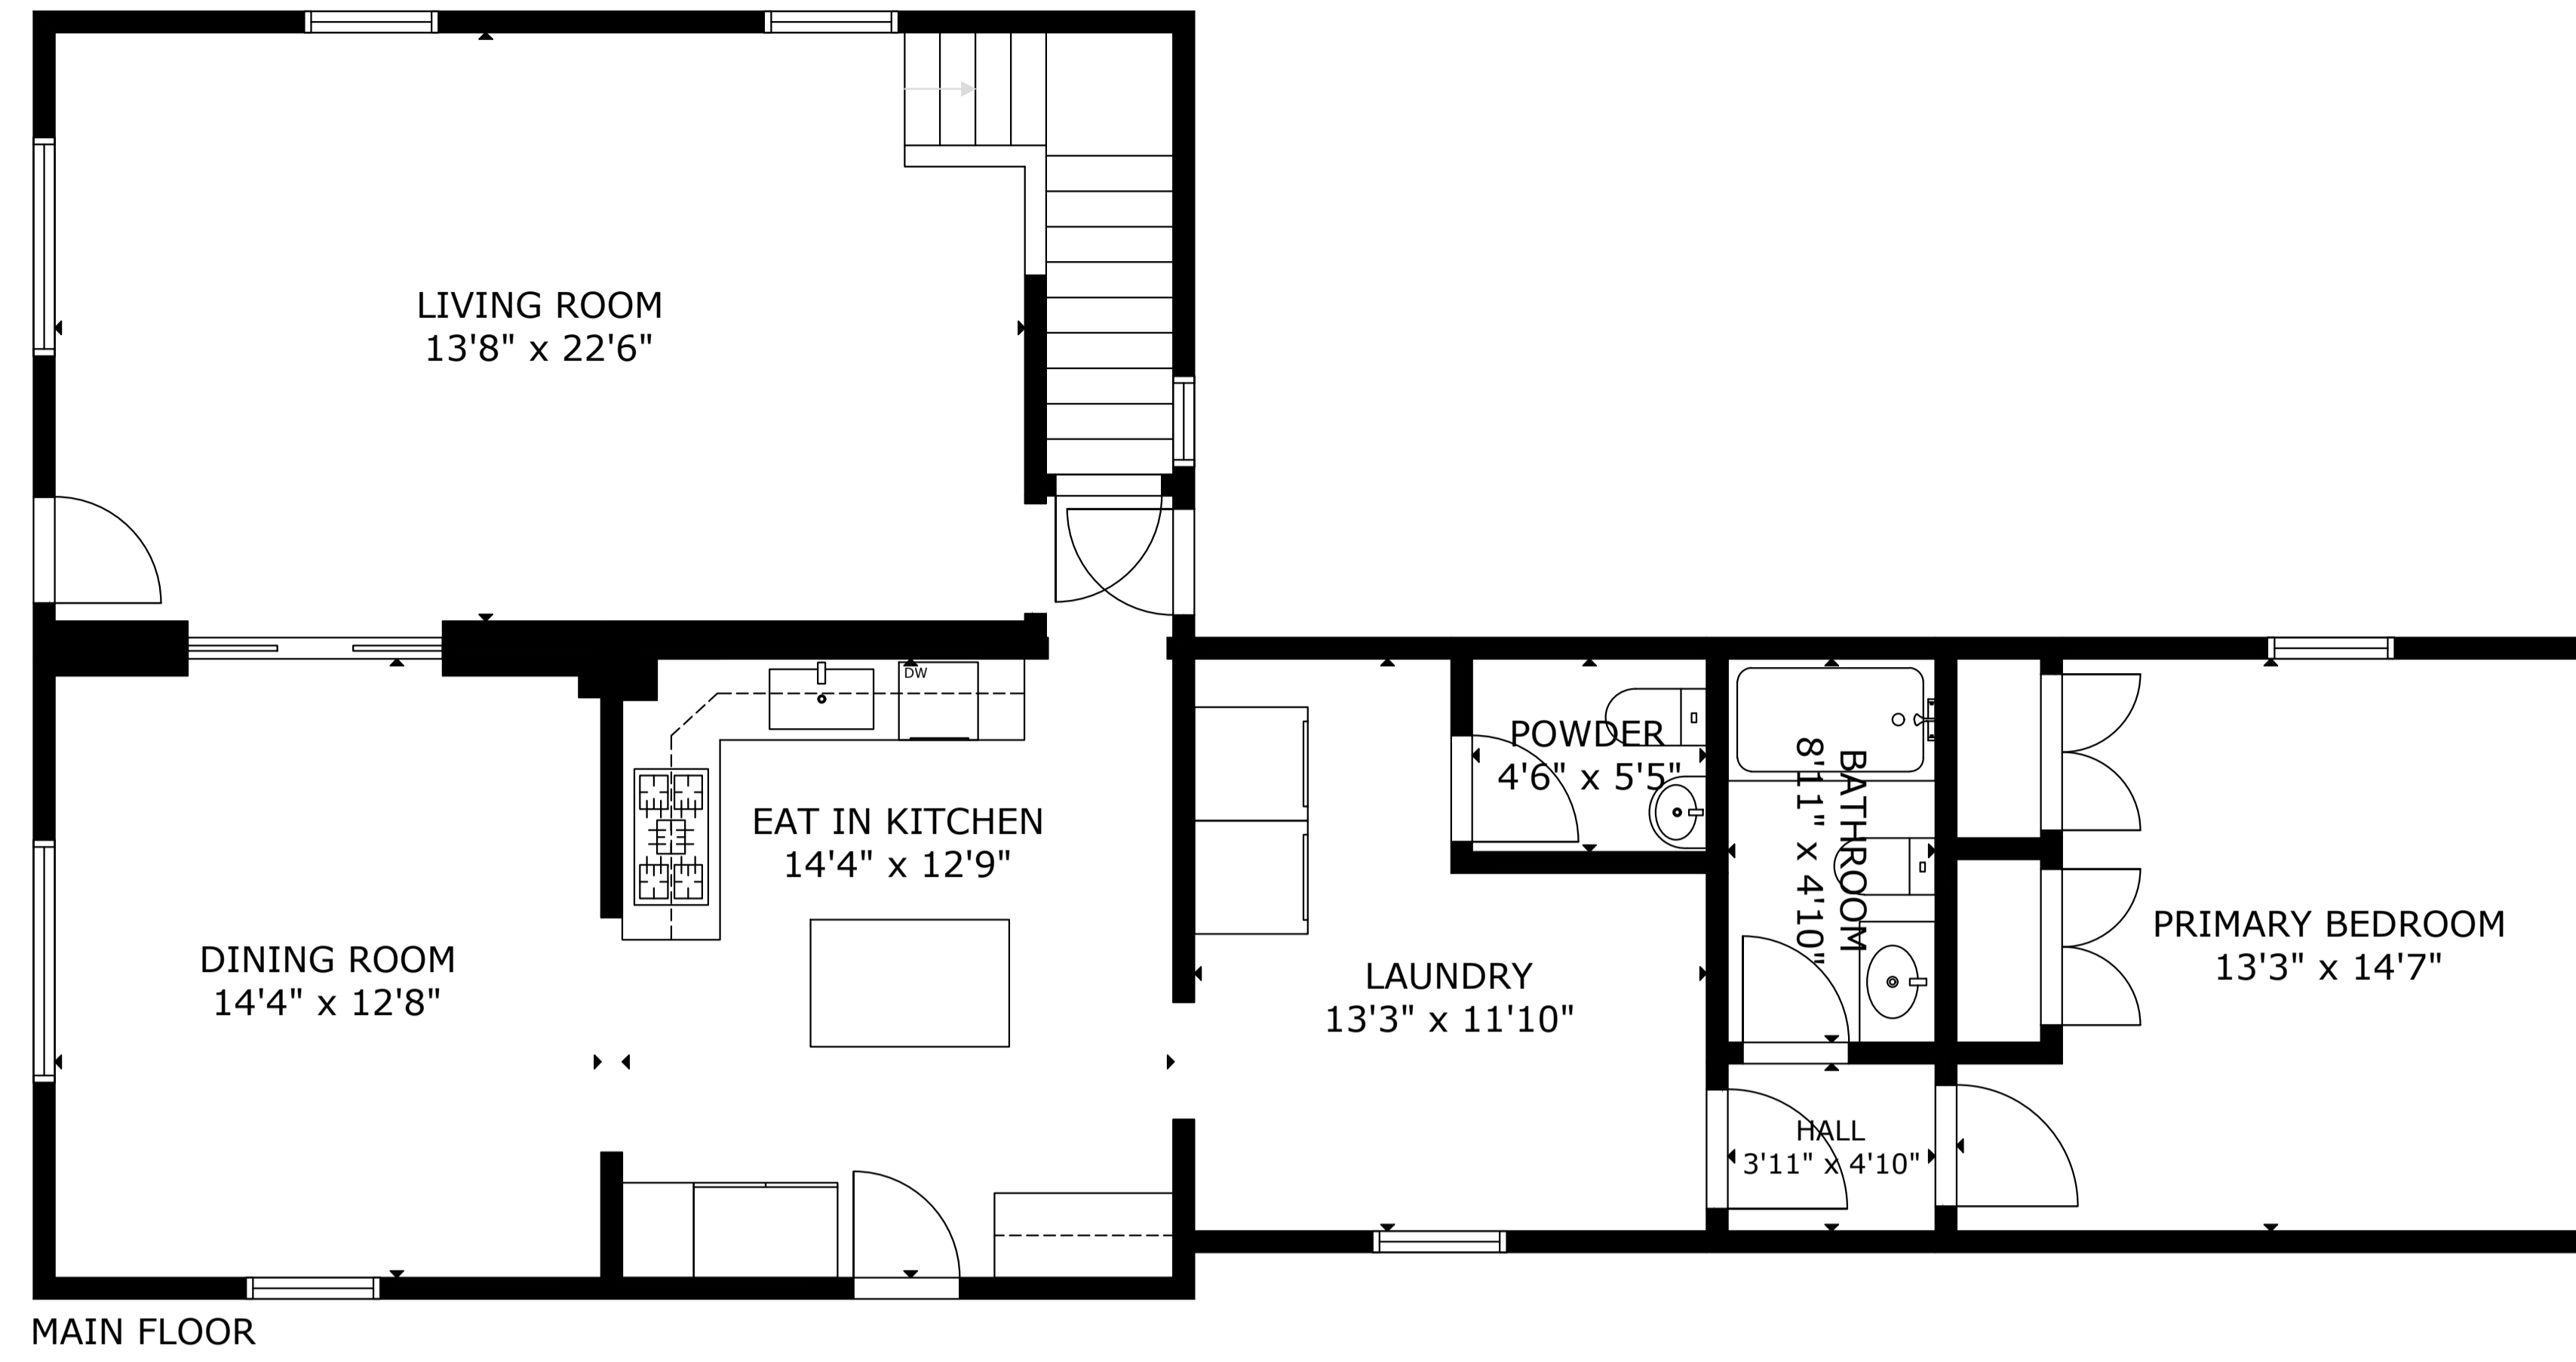 LIVING ROOM
13'8" x 22'6"
DW
POWDER
4'6" x 5'5"
EAT IN KITCHEN
14'4" x 12'9"
BATHROOM
8'11" x 4'10"
DINING ROOM
14'4" x 12'8"
LAUNDRY
13'3" x 11'10"
PRIMARY BEDROOM
13'3" x 14'7"
HALL
3'11" x 4'10"
MAIN FLOOR